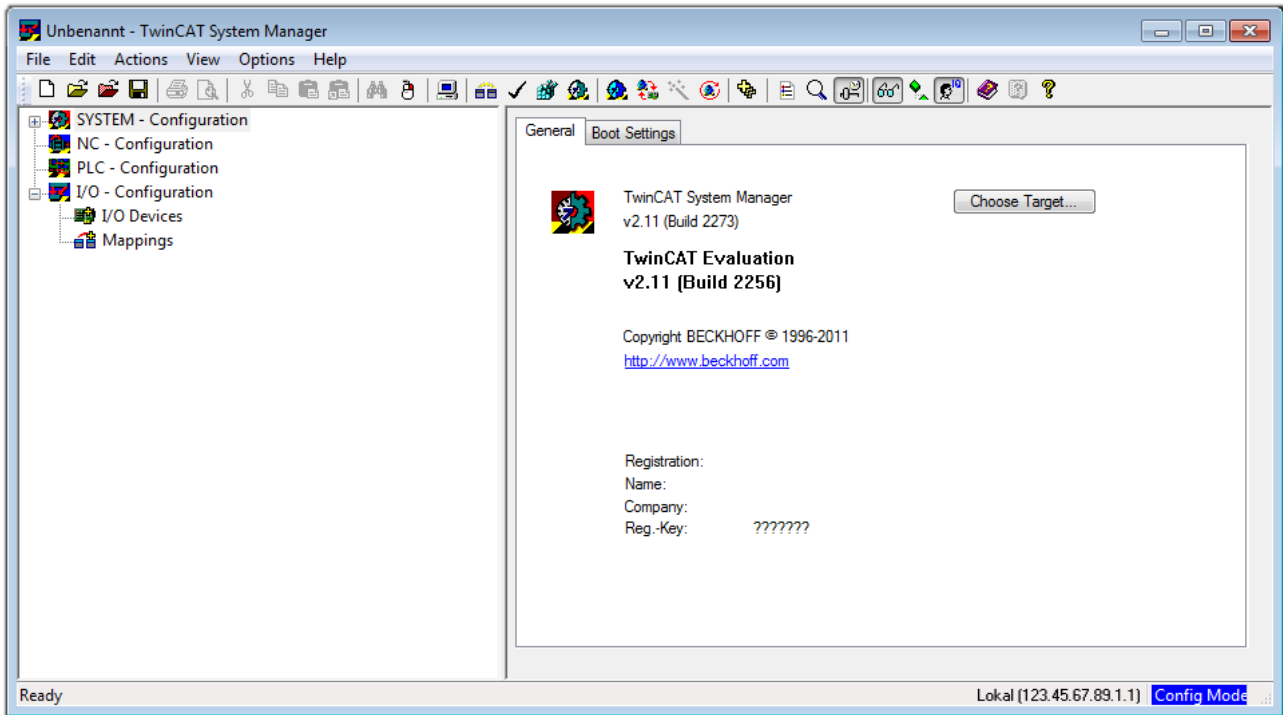 Unbenannt - TwinCAT System Manager
File Edit Actions View Options Help
SYSTEM - Configuration
NC - Configuration
PLC - Configuration
I/O - Configuration
I/O Devices
Mappings
General Boot Settings
TwinCAT System Manager
v2.11 (Build 2273)
Choose Target...
TwinCAT Evaluation
v2.11 (Build 2256)
Copyright BECKHOFF © 1996-2011
http://www.beckhoff.com
Registration:
Name:
Company:
Reg.-Key: ???????
Ready Lokal (123.45.67.89.1.1) Config Mode